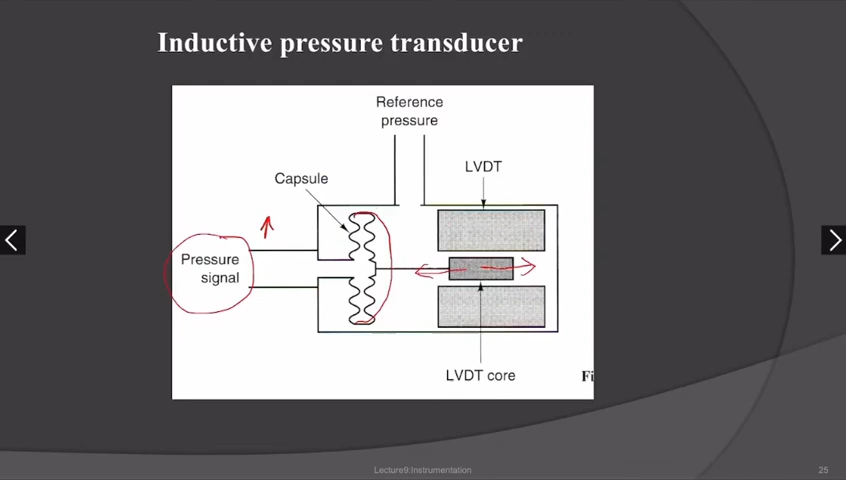 Inductive pressure transducer
Reference
pressure
LVDT
Capsule
Pressure
signal
LVDT core
Fi
Lecture9:Instrumentation
25